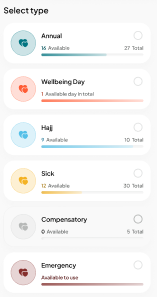 Select type
Annual
16 Available 27 Total
Wellbeing Day
1 Available day in total
Hajj
9 Available 10 Total
Sick
12 Available 30 Total
Compensatory
0 Available 5 Total
Emergency
Available to use